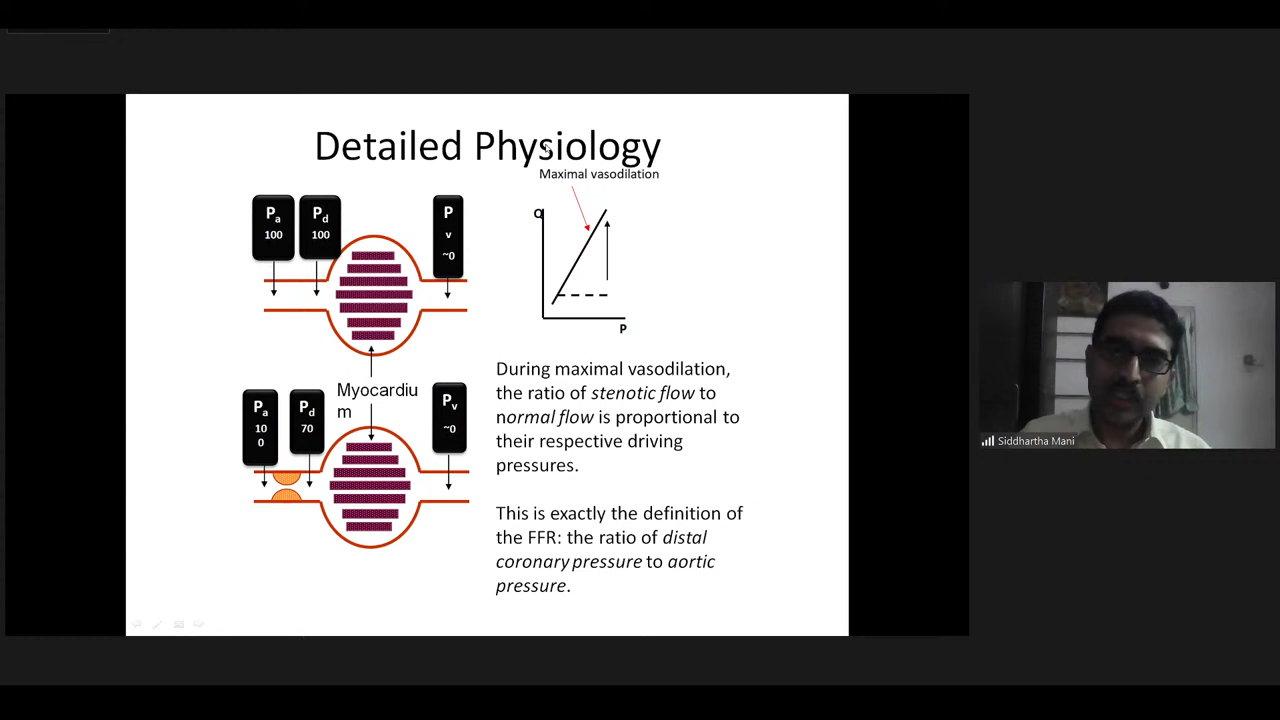 Detailed Physiology
Maximal vasodilation
Pa
100
Pd
100
P
v
~0
Q
P
Myocardiu
m
Pa
10
0
Pd
70
Pv
~0
During maximal vasodilation,
the ratio of stenotic flow to
normal flow is proportional to
their respective driving
pressures.
This is exactly the definition of
the FFR: the ratio of distal
coronary pressure to aortic
pressure.
Siddhartha Mani